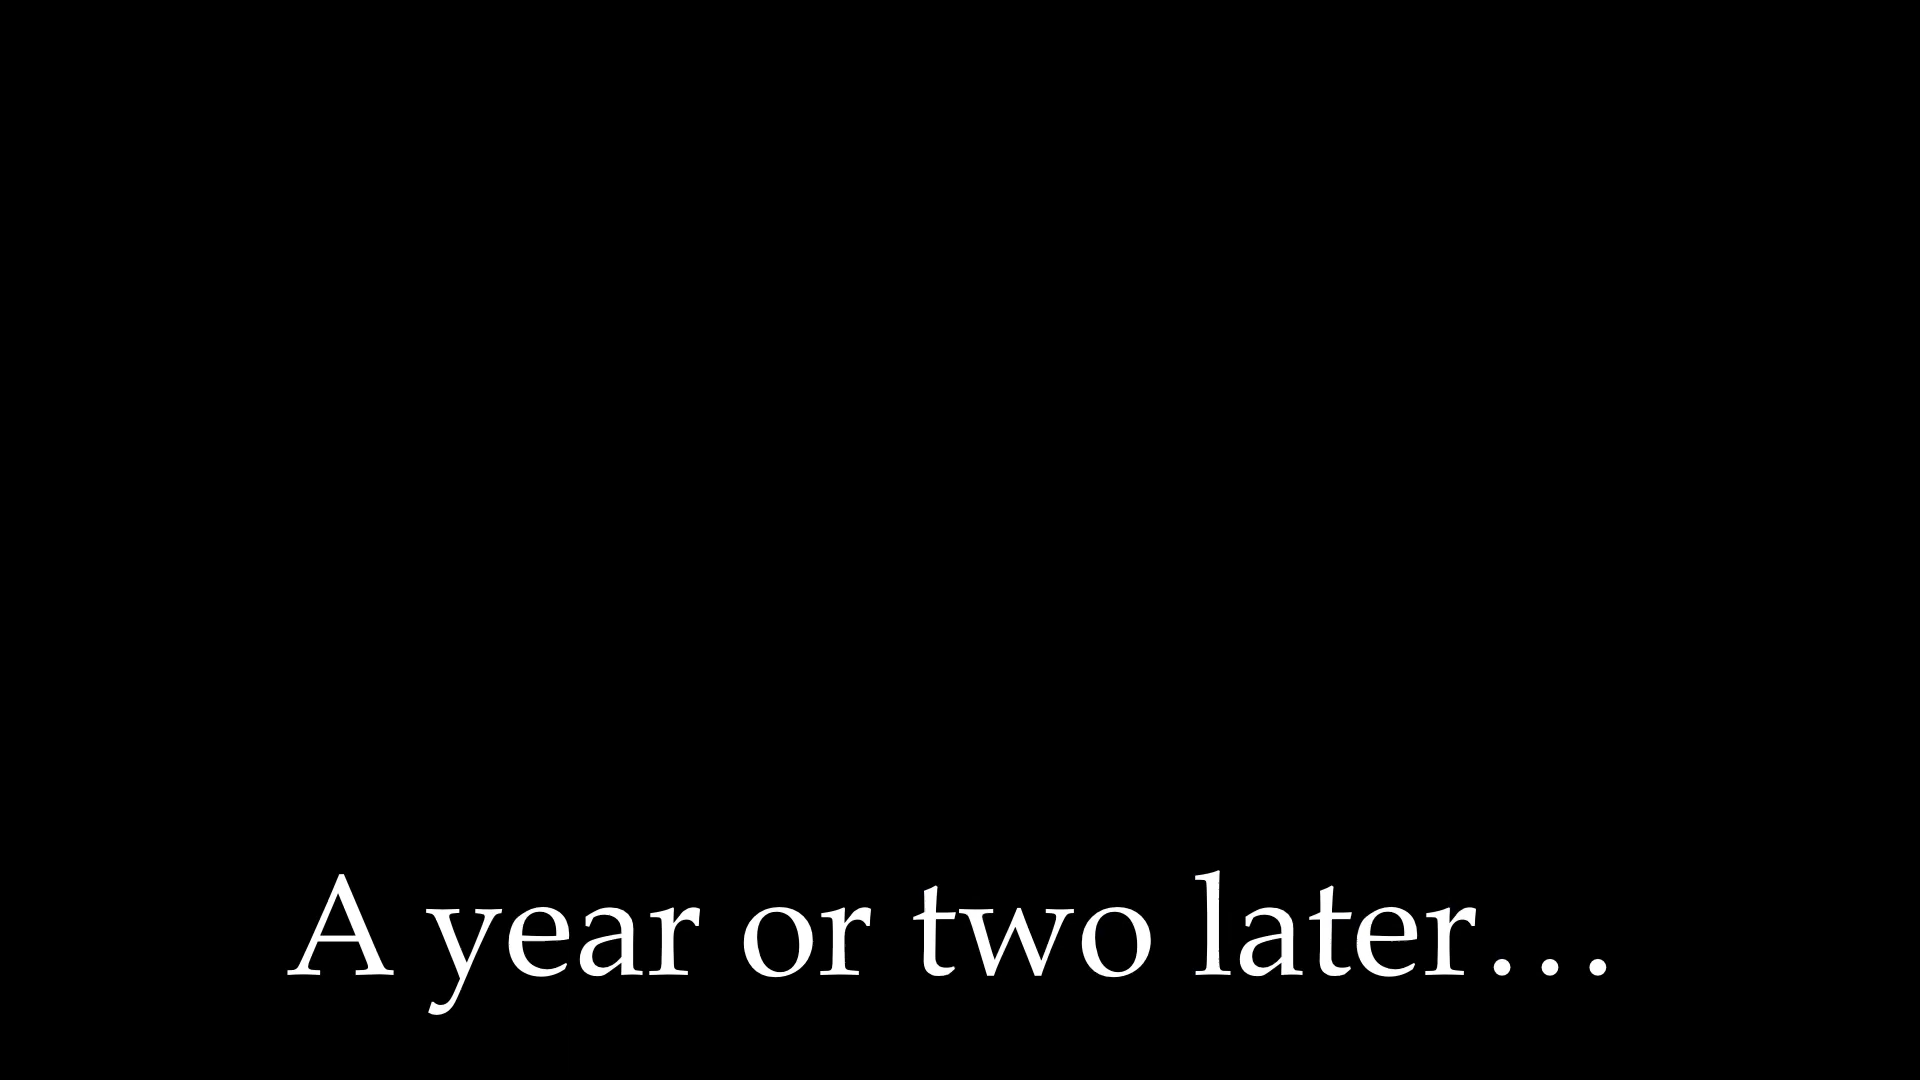 A year or two later…